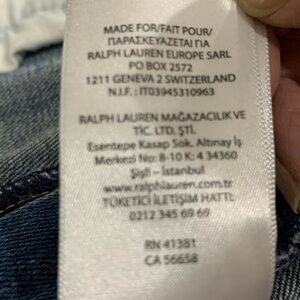 MADE FOR/FAIT POUR/
ΠΑΡΑΣΚΕΥΑΖΕΤΑΙ ΓΙΑ
RALPH LAUREN EUROPE SARL
PO BOX 2572
1211 GENEVA 2 SWITZERLAND
N.I.F.: IT03945310963
RALPH LAUREN MAĞAZACILIK VE
TİC. LTD. ŞTİ.
Esentepe Kasap Sok. Altınay İş
Merkezi No: 8-10 K: 4 34360
Şişli - İstanbul
www.ralphlauren.com.tr
TÜKETİCİ İLETİŞİM HATTI:
0212 345 69 69
RN 41381
CA 56658